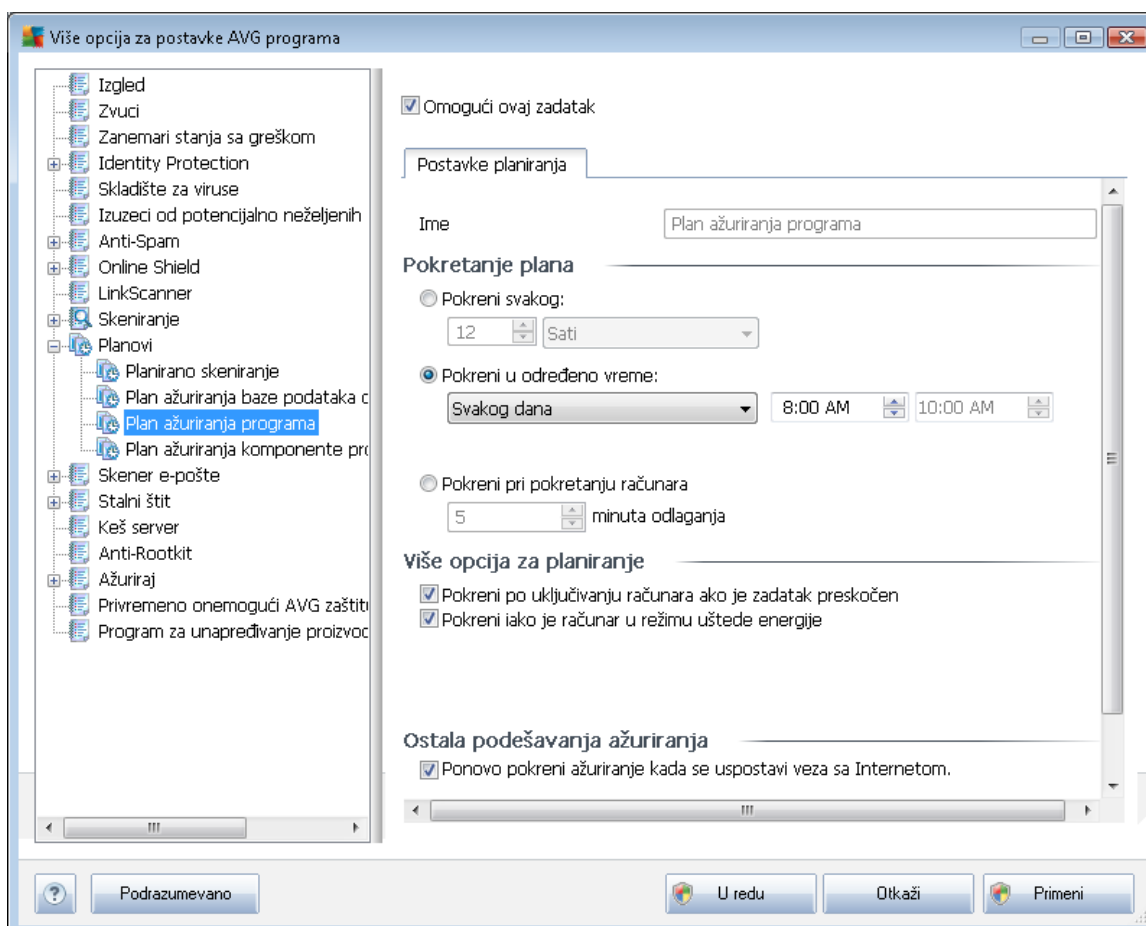 Više opcija za postavke AVG programa
Izgled
Zvuci
Zanemari stanja sa greškom
Identity Protection
Skladište za viruse
Izuzeci od potencijalno neželjenih
Anti-Spam
Online Shield
LinkScanner
Skeniranje
Planovi
Planirano skeniranje
Plan ažuriranja baze podataka
Plan ažuriranja programa
Plan ažuriranja komponente
Skener e-pošte
Stalni štit
Keš server
Anti-Rootkit
Ažuriraj
Privremeno onemogući AVG
Program za unapređivanje
Omogući ovaj zadatak
Postavke planiranja
Ime Plan ažuriranja programa
Pokretanje plana
Pokreni svakog:
12 Sati
Pokreni u određeno vreme:
Svakog dana 8:00 AM 10:00 AM
Pokreni pri pokretanju računara
5 minuta odlaganja
Više opcija za planiranje
Pokreni po uključivanju računara ako je zadatak preskočen
Pokreni iako je računar u režimu uštede energije
Ostala podešavanja ažuriranja
Ponovo pokreni ažuriranje kada se uspostavi veza sa Internetom.
? Podrazumevano U redu Otkaži Primeni